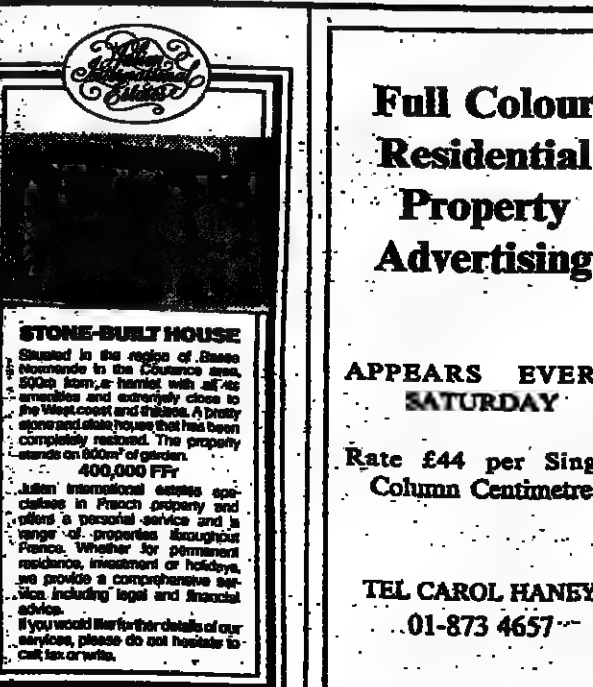 Julian
International
Estates
STONE-BUILT HOUSE
Situated in the region of Basse
Normande in the Coutance area,
500m from a hamlet with all its
amenities and extremely close to
the West coast and the sea. A pretty
stone and slate house that has been
completely restored. The property
stands on 800m² of garden.
400,000 FFr
Julian International estates spe-
cialises in French property and
offers a personal service and a
range of properties throughout
France. Whether for permanent
residence, investment or holidays,
we provide a comprehensive ser-
vice including legal and financial
advice.
If you would like further details of our
services, please do not hesitate to
call, fax or write.
Full Colour
Residential
Property
Advertising
APPEARS EVER
SATURDAY
Rate £44 per Sing
Column Centimetre
TEL CAROL HANEY
01-873 4657